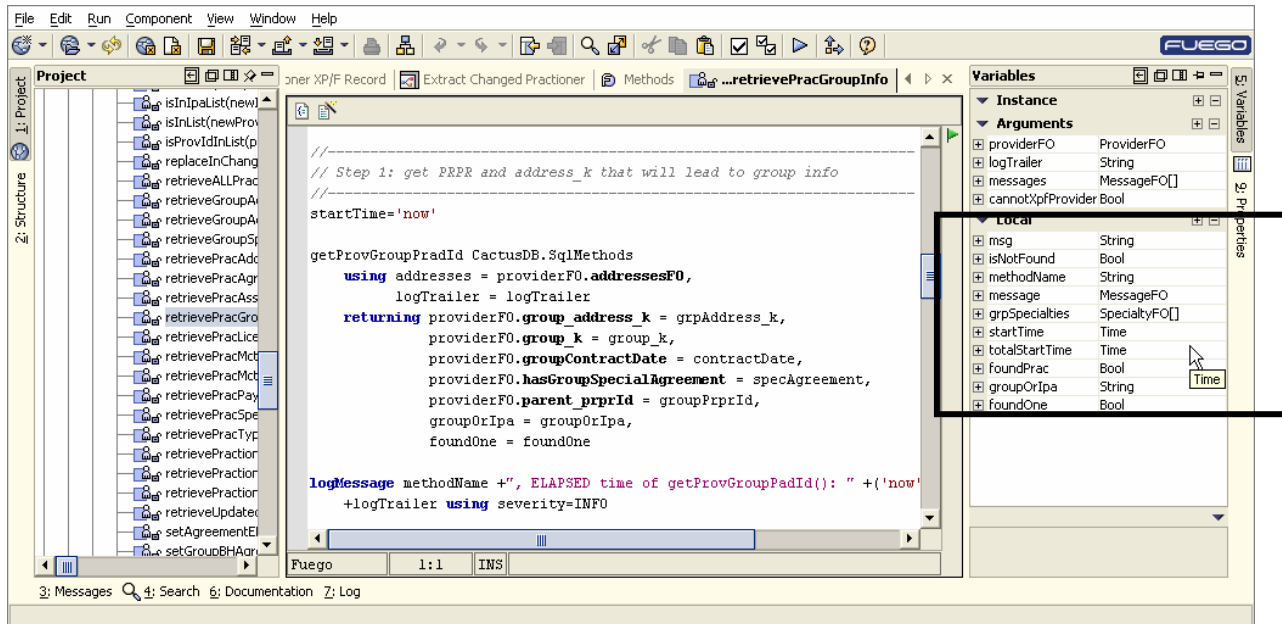 File Edit Run Component View Window Help
FUEGO
1: Project
2: Structure
Project
isInIpaList(newI
isInList(newProv
isProvIdInList(p
replaceInChang
retrieveALLPrac
retrieveGroupA
retrieveGroupA
retrieveGroupSp
retrievePracAdd
retrievePracAgr
retrievePracAss
retrievePracGro
retrievePracLice
retrievePracMct
retrievePracMct
retrievePracPay
retrievePracSpe
retrievePracTyp
retrievePraction
retrievePraction
retrievePraction
retrieveUpdated
setAgreementEf
setGroupBHAgr
oner XP/F Record Extract Changed Practioner Methods ...retrievePracGroupInfo
//----------------------------------------------------------------------
// Step 1: get PRPR and address_k that will lead to group info
//----------------------------------------------------------------------
startTime='now'
getProvGroupPradId CactusDB.SqlMethods
using addresses = providerFO.addressesFO,
logTrailer = logTrailer
returning providerFO.group_address_k = grpAddress_k,
providerFO.group_k = group_k,
providerFO.groupContractDate = contractDate,
providerFO.hasGroupSpecialAgreement = specAgreement,
providerFO.parent_prprId = groupPrprId,
groupOrIpa = groupOrIpa,
foundOne = foundOne
logMessage methodName +", ELAPSED time of getProvGroupPadId(): " +('now'
+logTrailer using severity=INFO
Fuego 1:1 INS
Variables
Instance
Arguments
providerFO ProviderFO
logTrailer String
messages MessageFO[]
cannotXpfProvider Bool
Local
msg String
isNotFound Bool
methodName String
message MessageFO
grpSpecialties SpecialtyFO[]
startTime Time
totalStartTime Time
foundPrac Bool
Time
groupOrIpa String
foundOne Bool
5: Variables
9: Properties
3: Messages 4: Search 6: Documentation 7: Log